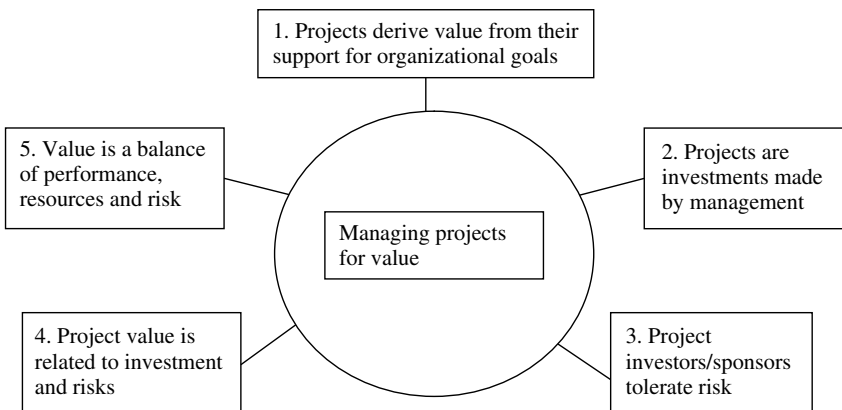 1. Projects derive value from their
support for organizational goals
5. Value is a balance
of performance,
resources and risk
2. Projects are
investments made
by management
Managing projects
for value
4. Project value is
related to investment
and risks
3. Project
investors/sponsors
tolerate risk